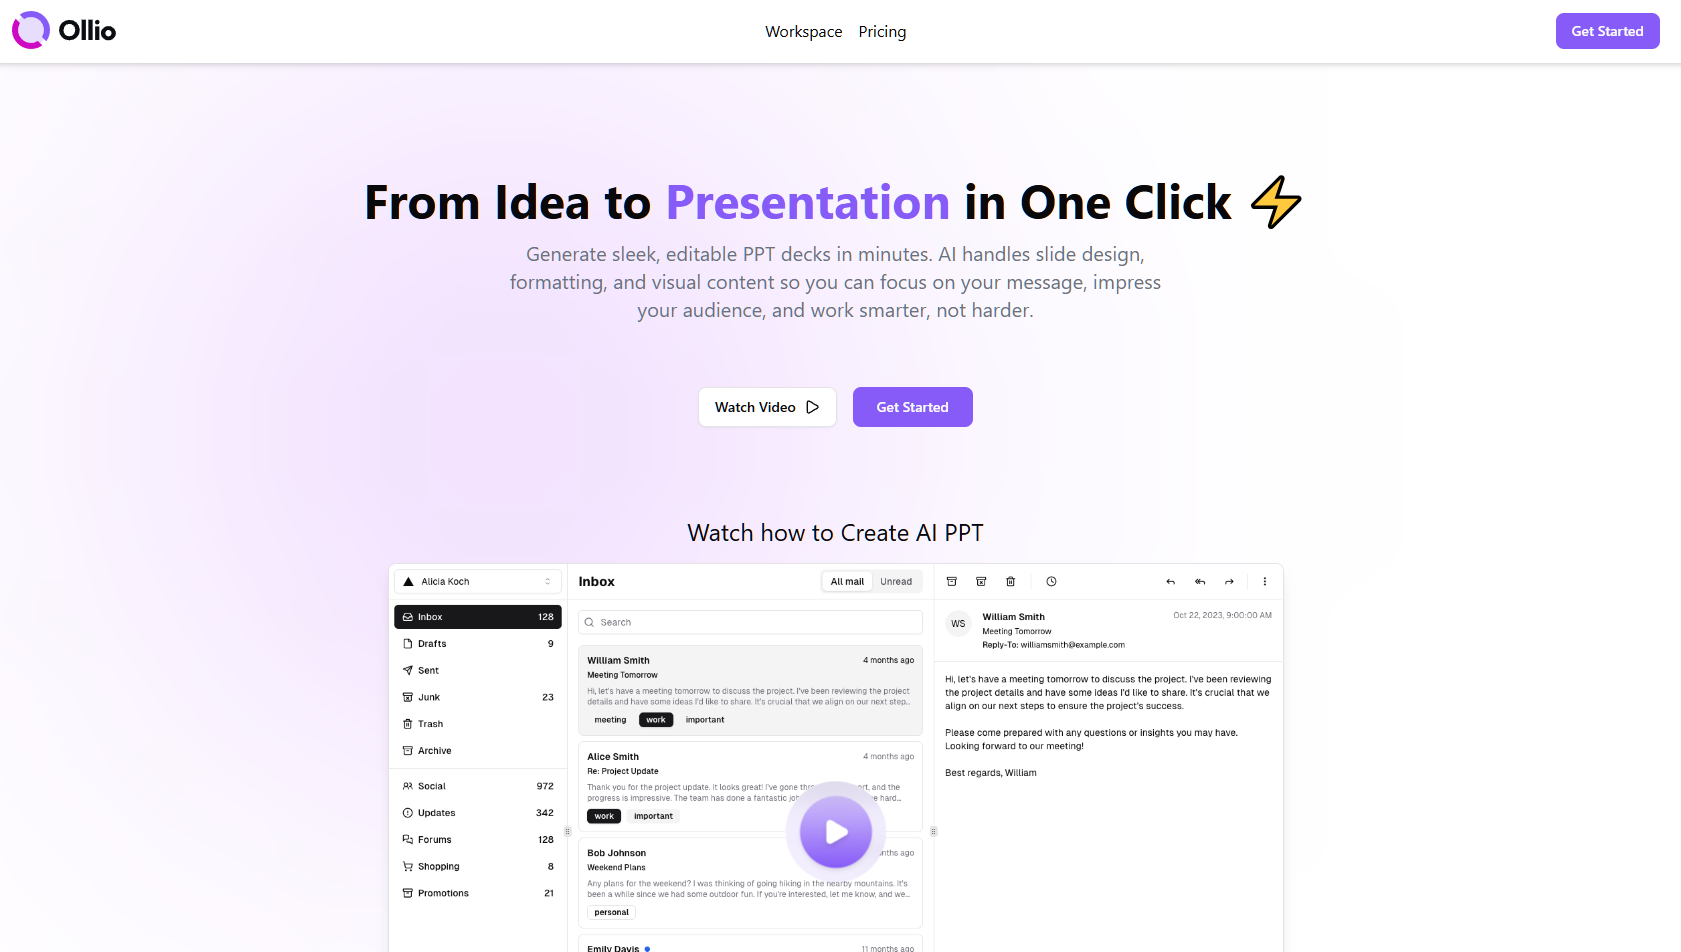 Ollio
Workspace Pricing
Get Started
From Idea to Presentation in One Click
Generate sleek, editable PPT decks in minutes. AI handles slide design,
formatting, and visual content so you can focus on your message, impress
your audience, and work smarter, not harder.
Watch Video
Get Started
Watch how to Create AI PPT
Alicia Koch
Inbox 128
Drafts 9
Sent
Junk 23
Trash
Archive
Social 972
Updates 342
Forums 128
Shopping 8
Promotions 21
Inbox
All mail Unread
Search
William Smith 4 months ago
Meeting Tomorrow
Hi, let's have a meeting tomorrow to discuss the project. I've been reviewing the project
details and have some ideas I'd like to share. It's crucial that we align on our next step...
meeting work important
Alice Smith 4 months ago
Re: Project Update
Thank you for the project update. It looks great! I've gone and the
progress is impressive. The team has done a fantastic hard...
work important
Bob Johnson ago
Weekend Plans
Any plans for the weekend? I was thinking of going hiking in the nearby mountains. It's
been a while since we had some outdoor fun. If you're interested, let me know, and we...
personal
Emily Davis 11 months ago
WS
William Smith Oct 22, 2023, 9:00:00 AM
Meeting Tomorrow
Reply-To: williamsmith@example.com
Hi, let's have a meeting tomorrow to discuss the project. I've been reviewing
the project details and have some ideas I'd like to share. It's crucial that we
align on our next steps to ensure the project's success.
Please come prepared with any questions or insights you may have.
Looking forward to our meeting!
Best regards, William